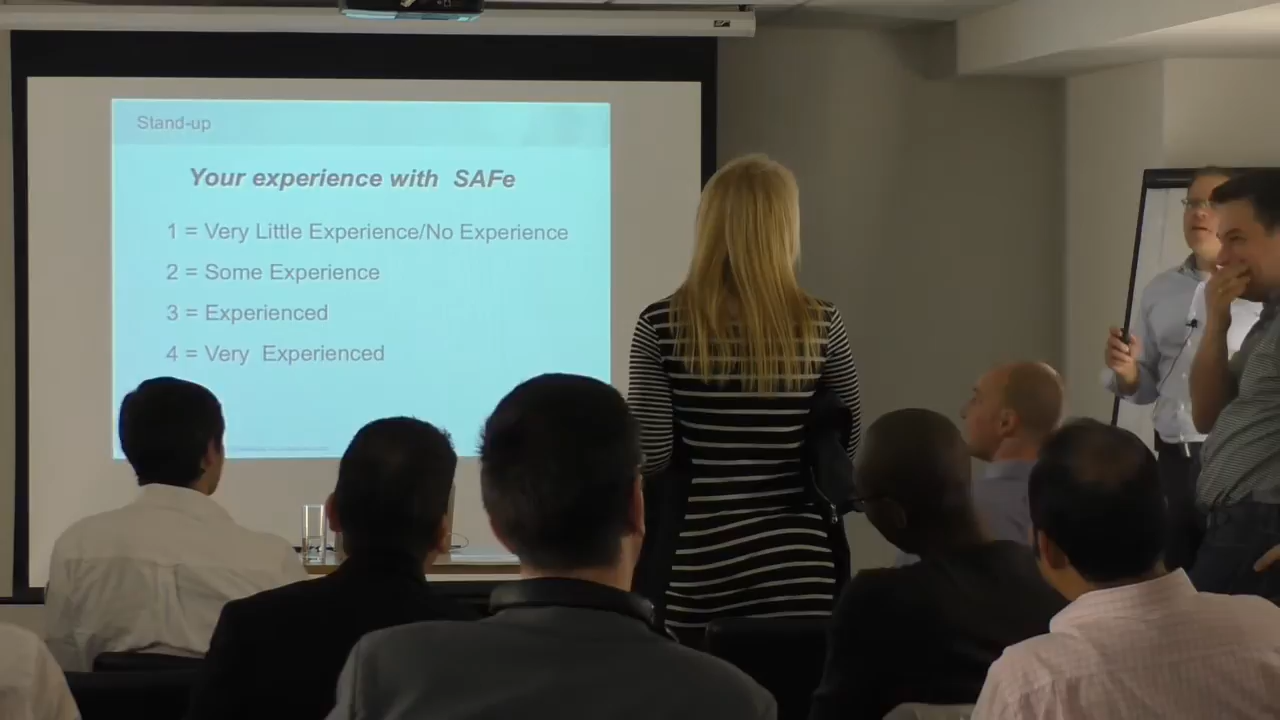 Stand-up
Your experience with SAFe
1 = Very Little Experience/No Experience
2 = Some Experience
3 = Experienced
4 = Very Experienced